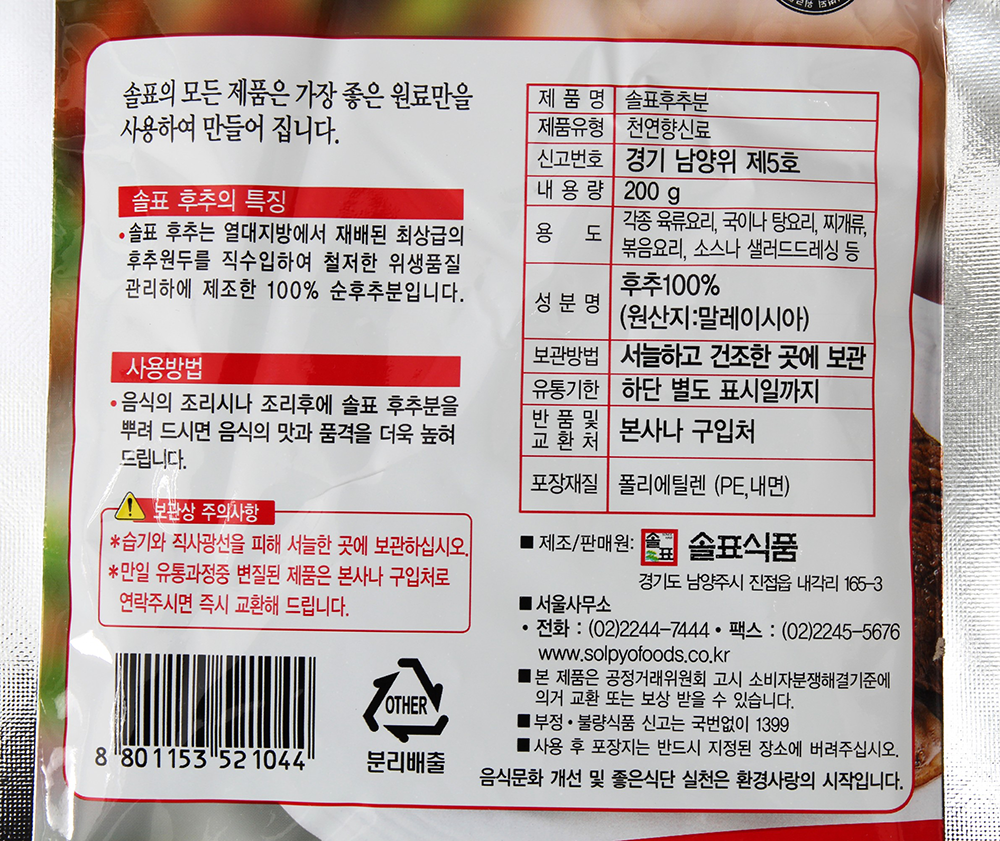 솔표의 모든 제품은 가장 좋은 원료만을
사용하여 만들어 집니다.
솔표 후추의 특징
• 솔표 후추는 열대지방에서 재배된 최상급의
후추원두를 직수입하여 철저한 위생품질
관리하에 제조한 100% 순후추분입니다.
사용방법
• 음식의 조리시나 조리후에 솔표 후추분을
뿌려 드시면 음식의 맛과 품격을 더욱 높혀
드립니다.
보관상 주의사항
*습기와 직사광선을 피해 서늘한 곳에 보관하십시오.
*만일 유통과정중 변질된 제품은 본사나 구입처로
연락주시면 즉시 교환해 드립니다.
8 801153 521044
OTHER
분리배출
제 품 명 솔표후추분
제품유형 천연향신료
신고번호 경기 남양위 제5호
내 용 량 200 g
용 도 각종 육류요리, 국이나 탕요리, 찌개류,
볶음요리, 소스나 샐러드드레싱 등
성 분 명 후추100%
(원산지:말레이시아)
보관방법 서늘하고 건조한 곳에 보관
유통기한 하단 별도 표시일까지
반 품 및
교 환 처 본사나 구입처
포장재질 폴리에틸렌 (PE,내면)
■ 제조/판매원: 솔표 솔표식품
경기도 남양주시 진접읍 내각리 165-3
■ 서울사무소
• 전화 : (02)2244-7444 • 팩스 : (02)2245-5676
www.solpyofoods.co.kr
■ 본 제품은 공정거래위원회 고시 소비자분쟁해결기준에
의거 교환 또는 보상 받을 수 있습니다.
■ 부정 • 불량식품 신고는 국번없이 1399
■ 사용 후 포장지는 반드시 지정된 장소에 버려주십시오.
음식문화 개선 및 좋은식단 실천은 환경사랑의 시작입니다.